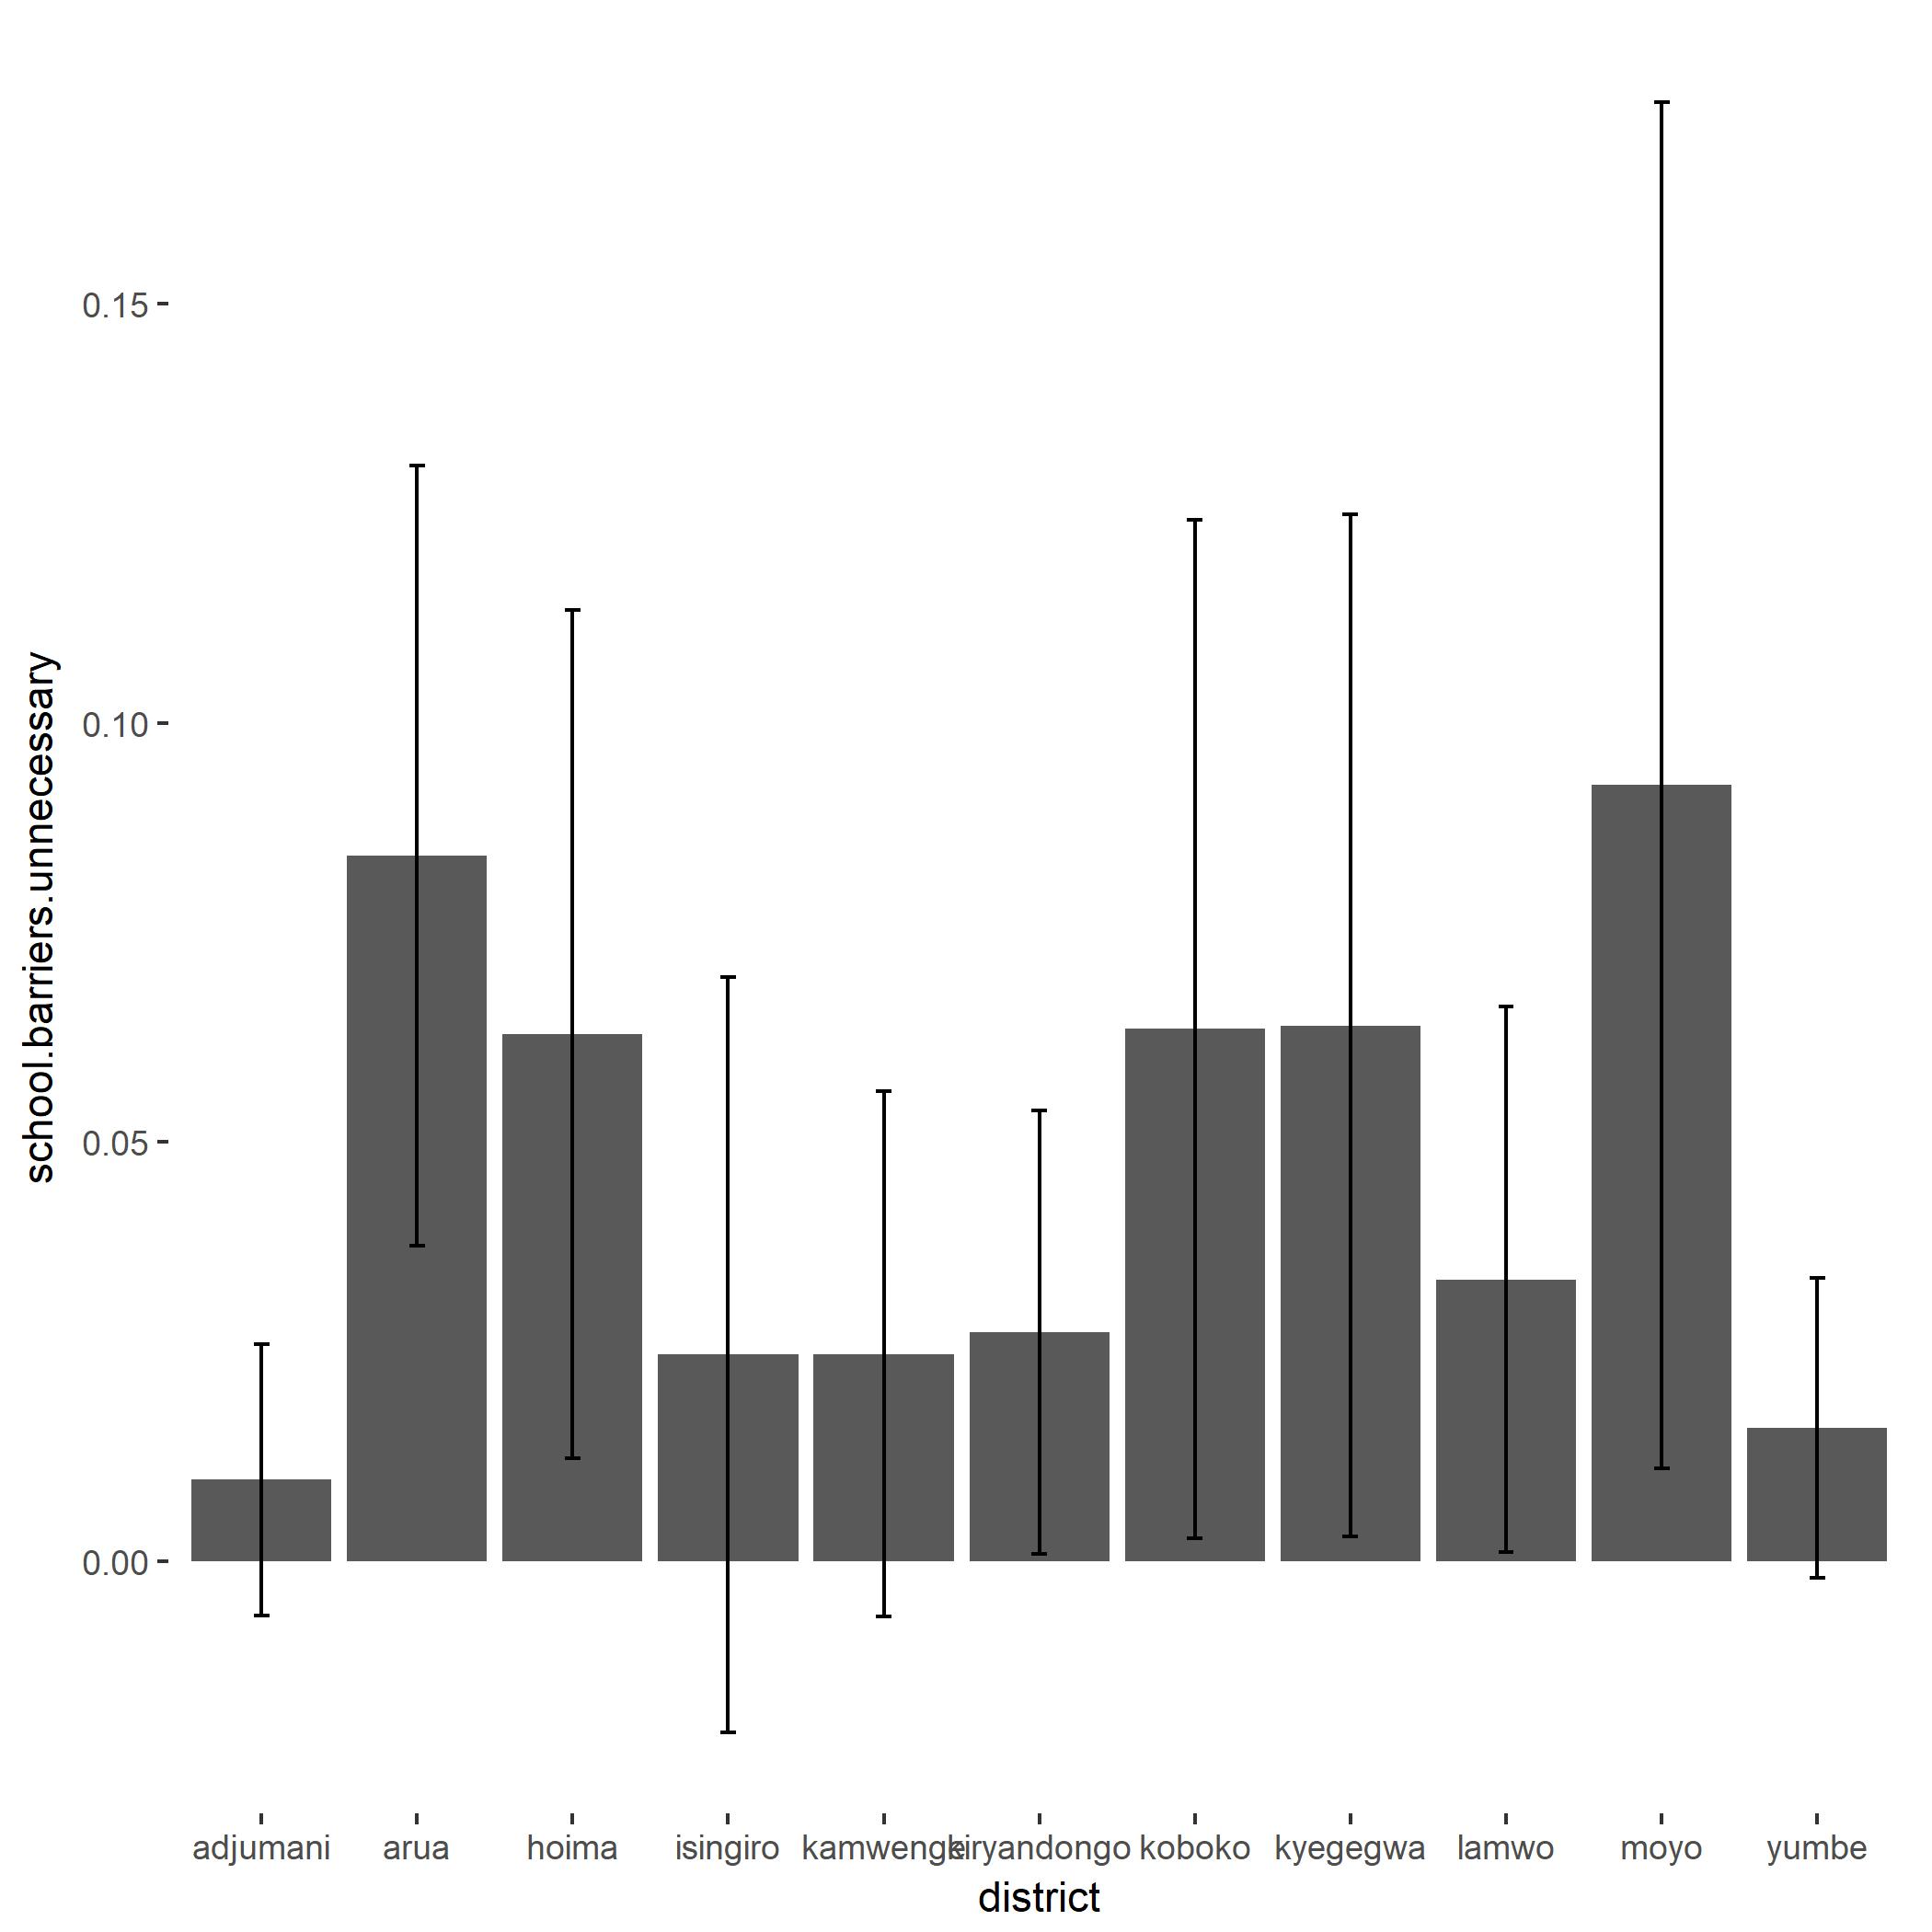 school.barriers.unnecessary
0.15
0.10
0.05
0.00
adjumani arua hoima isingiro kamwenge kiryandongo koboko kyegegwa lamwo moyo yumbe
district